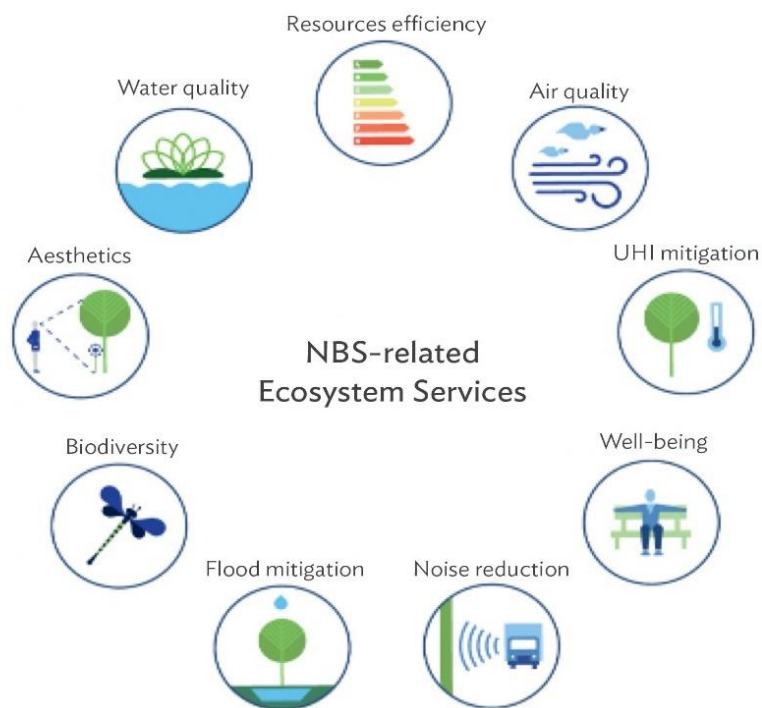 Resources efficiency
Water quality
Air quality
Aesthetics
UHI mitigation
NBS-related
Ecosystem Services
Biodiversity
Well-being
Flood mitigation
Noise reduction